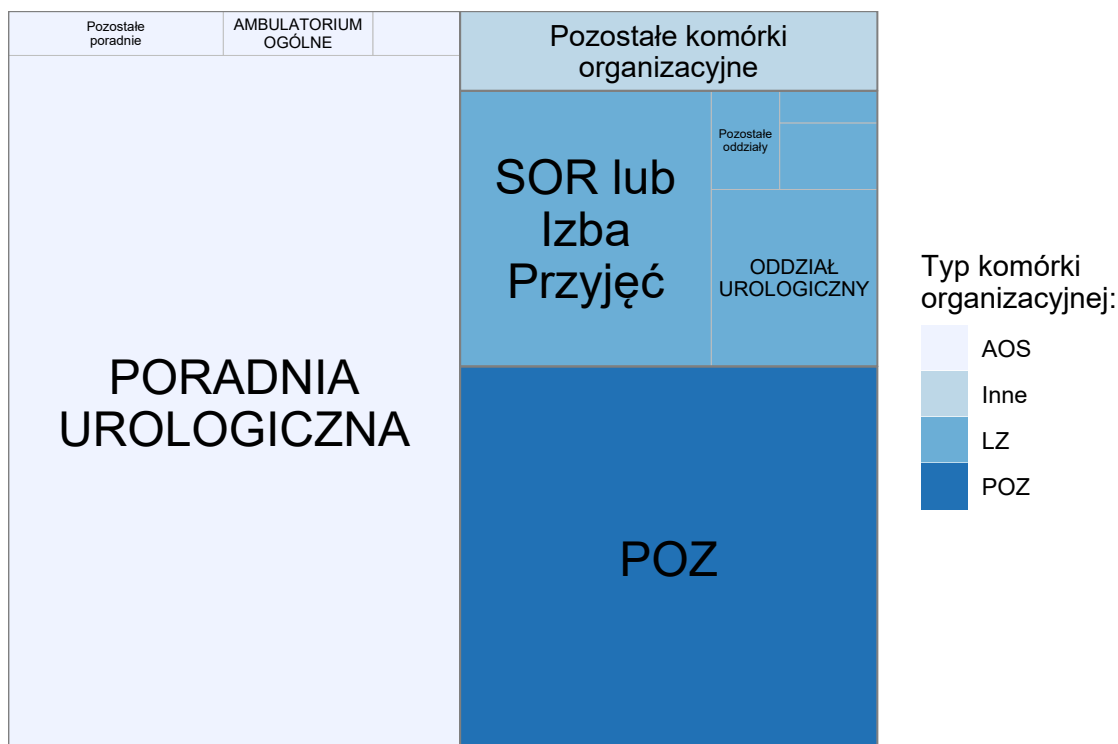 Pozostałe
poradnie
AMBULATORIUM
OGÓLNE
PORADNIA
UROLOGICZNA
Pozostałe komórki
organizacyjne
SOR lub
Izba
Przyjęć
Pozostałe
oddziały
ODDZIAŁ
UROLOGICZNY
POZ
Typ komórki
organizacyjnej:
AOS
Inne
LZ
POZ